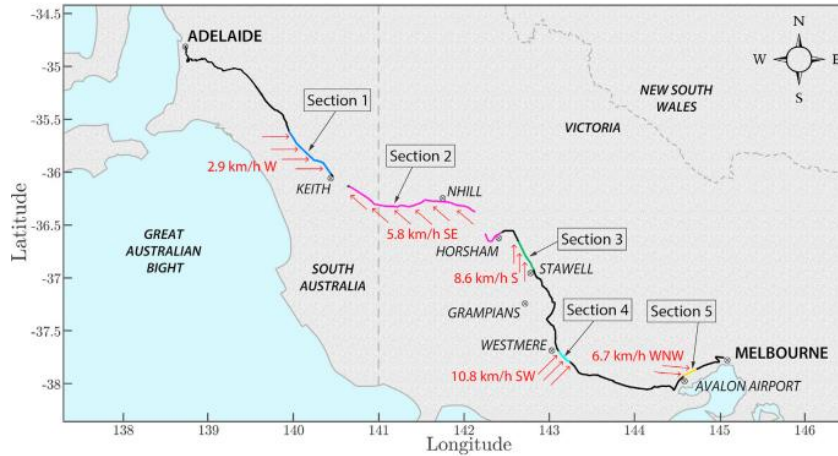 -34.5
-35
-35.5
-36
-36.5
-37
-37.5
-38
Latitude
138
139
140
141
142
143
144
145
146
Longitude
ADELAIDE
N
W
E
S
NEW SOUTH
WALES
Section 1
VICTORIA
Section 2
2.9 km/h W
KEITH
NHILL
5.8 km/h SE
GREAT
AUSTRALIAN
BIGHT
SOUTH
AUSTRALIA
HORSHAM
Section 3
8.6 km/h S
STAWELL
GRAMPIANS
Section 4
Section 5
WESTMERE
6.7 km/h WNW
MELBOURNE
10.8 km/h SW
AVALON AIRPORT